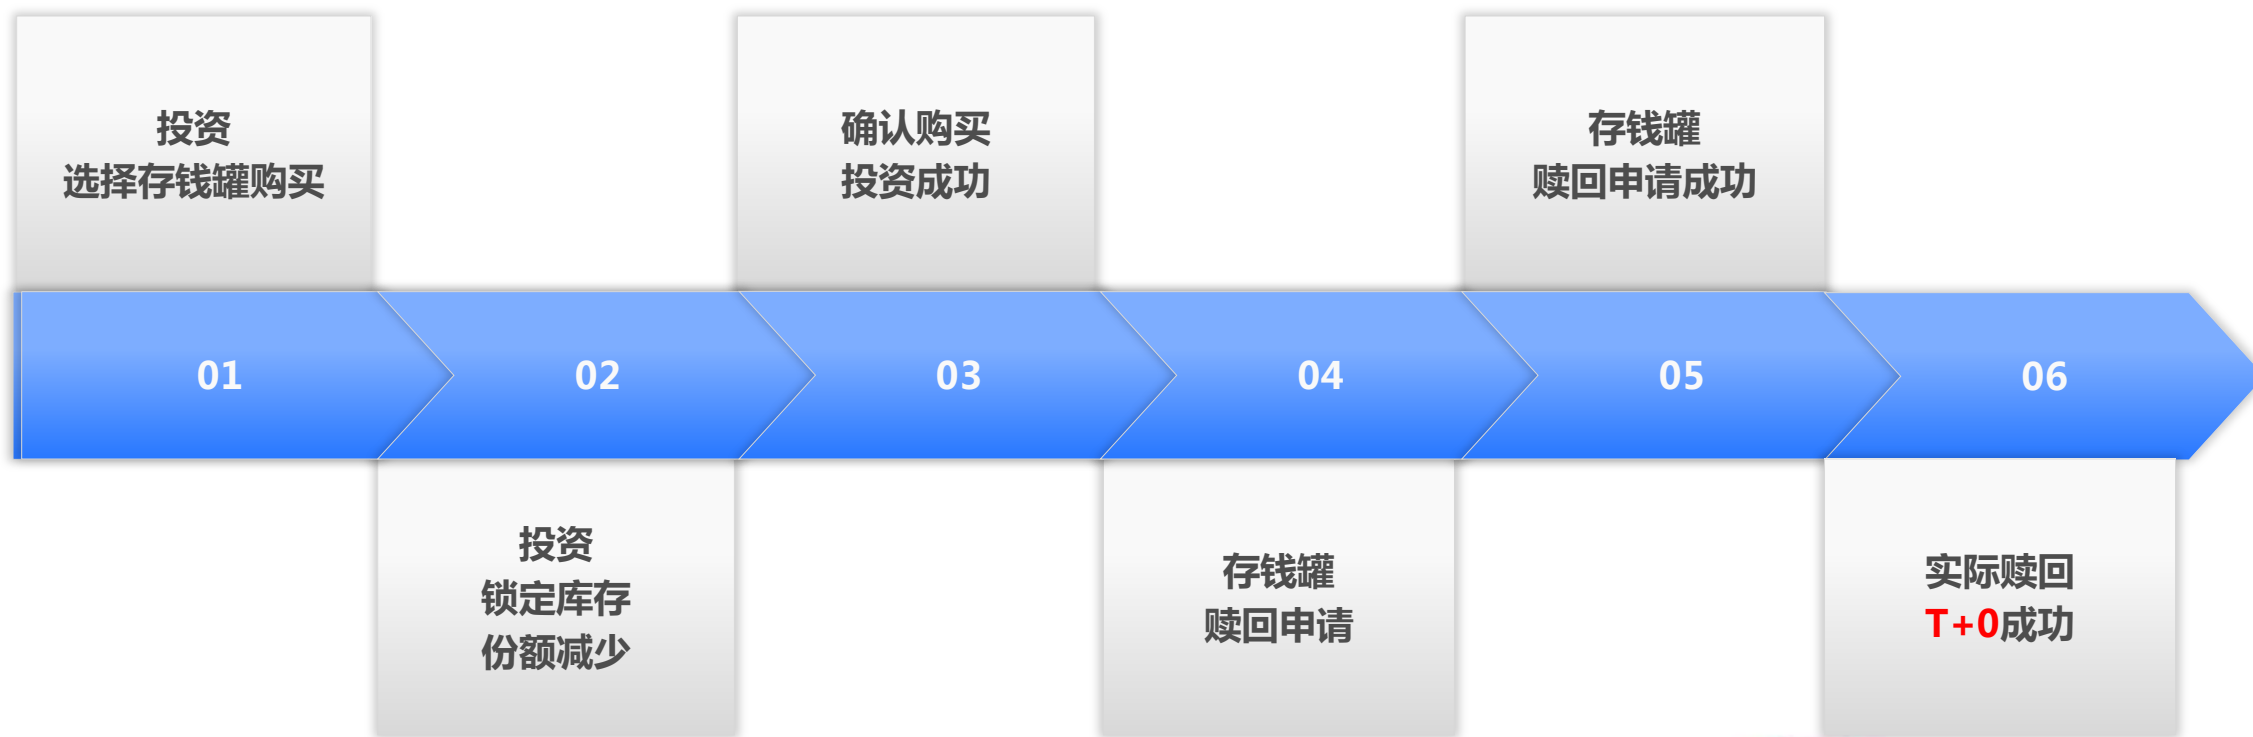 投资
选择存钱罐购买
确认购买
投资成功
存钱罐
赎回申请成功
01
02
03
04
05
06
投资
锁定库存
份额减少
存钱罐
赎回申请
实际赎回
T+0成功